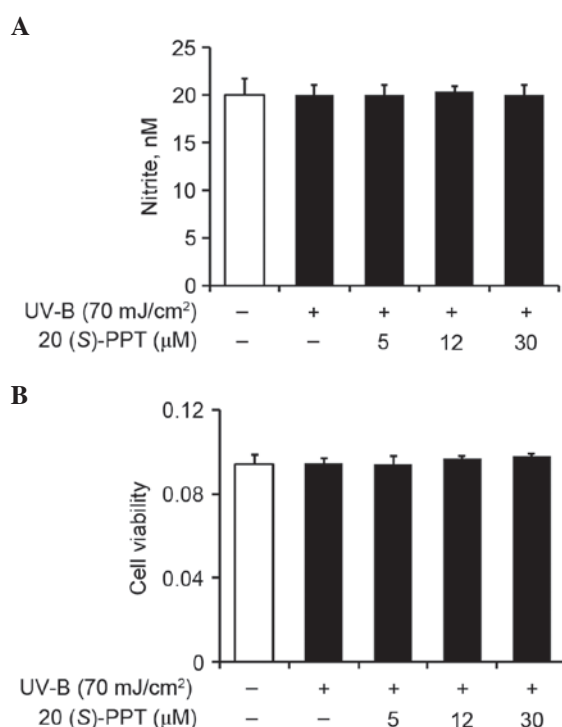 A
25
20
15
10
5
0
Nitrite, nM
UV-B (70 mJ/cm²) – + + + +
20 (S)-PPT (μM) – – 5 12 30
B
0.12
0.08
0.04
0
Cell viability
UV-B (70 mJ/cm²) – + + + +
20 (S)-PPT (μM) – – 5 12 30